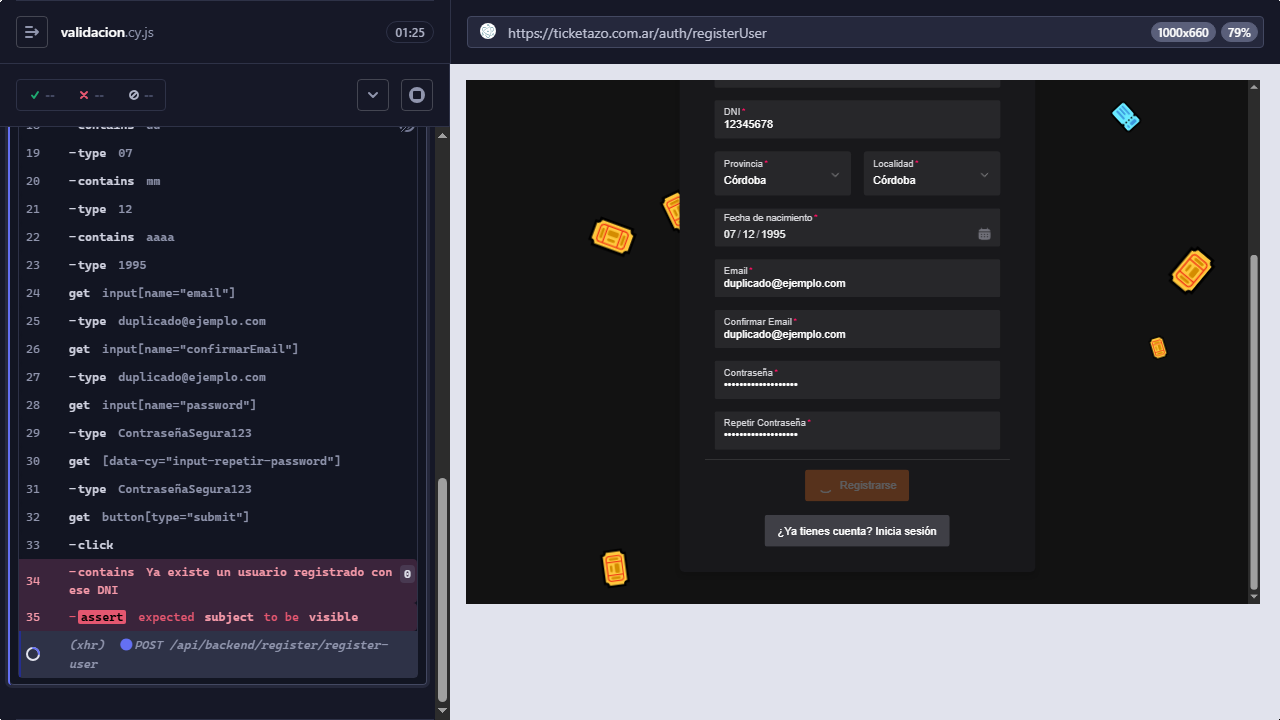 validacion.cy.js
01:25
https://ticketazo.com.ar/auth/registerUser
1000x660
79%
-- -- --
19 -type 07
20 -contains mm
21 -type 12
22 -contains aaaa
23 -type 1995
24 get input[name="email"]
25 -type duplicado@ejemplo.com
26 get input[name="confirmarEmail"]
27 -type duplicado@ejemplo.com
28 get input[name="password"]
29 -type ContraseñaSegura123
30 get [data-cy="input-repetir-password"]
31 -type ContraseñaSegura123
32 get button[type="submit"]
33 -click
34 -contains Ya existe un usuario registrado con
ese DNI
0
35 -assert expected subject to be visible
(xhr) POST /api/backend/register/register-
user
DNI*
12345678
Provincia*
Córdoba
Localidad*
Córdoba
Fecha de nacimiento*
07/12/1995
Email*
duplicado@ejemplo.com
Confirmar Email*
duplicado@ejemplo.com
Contraseña*
•••••••••••••••••••
Repetir Contraseña*
•••••••••••••••••••
Registrarse
¿Ya tienes cuenta? Inicia sesión